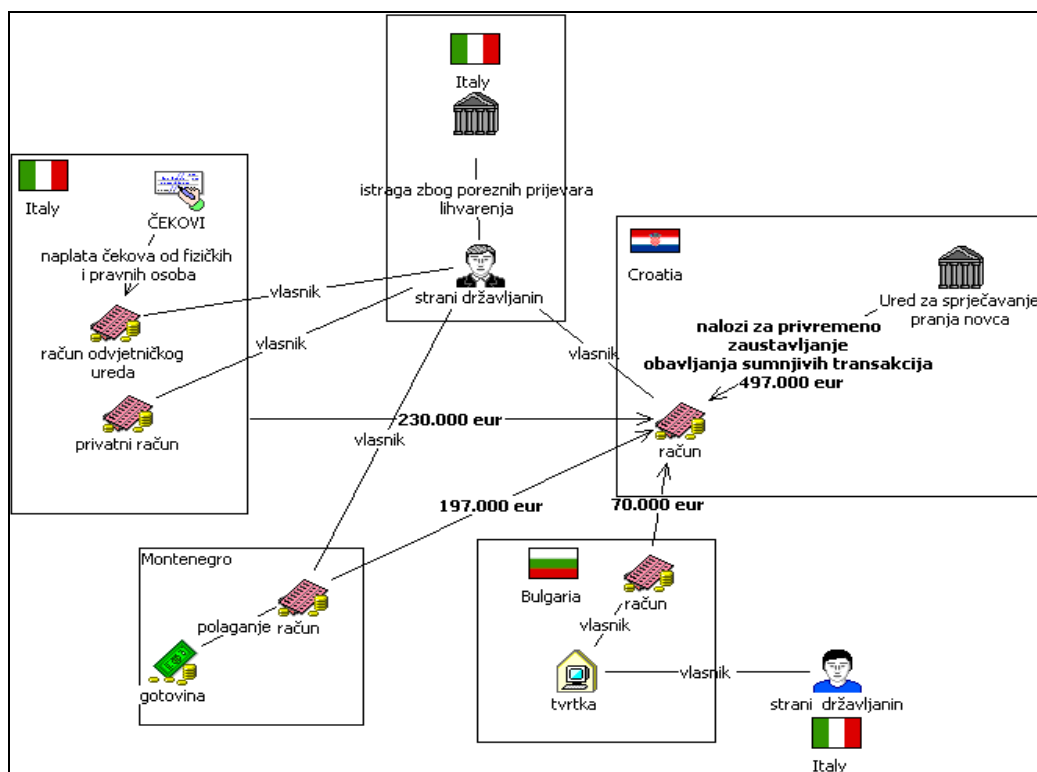 Italy
istraga zbog poreznih prijevara
lihvarenja
strani državljanin
Italy
ČEKOVI
naplata čekova od fizičkih
i pravnih osoba
vlasnik
račun odvjetničkog
ureda
vlasnik
privatni račun
Croatia
Ured za sprječavanje
pranja novca
nalozi za privremeno
zaustavljanje
obavljanja sumnjivih transakcija
497.000 eur
vlasnik
230.000 eur
račun
vlasnik
197.000 eur
70.000 eur
Montenegro
polaganje
račun
gotovina
Bulgaria
račun
vlasnik
tvrtka
vlasnik
strani državljanin
Italy